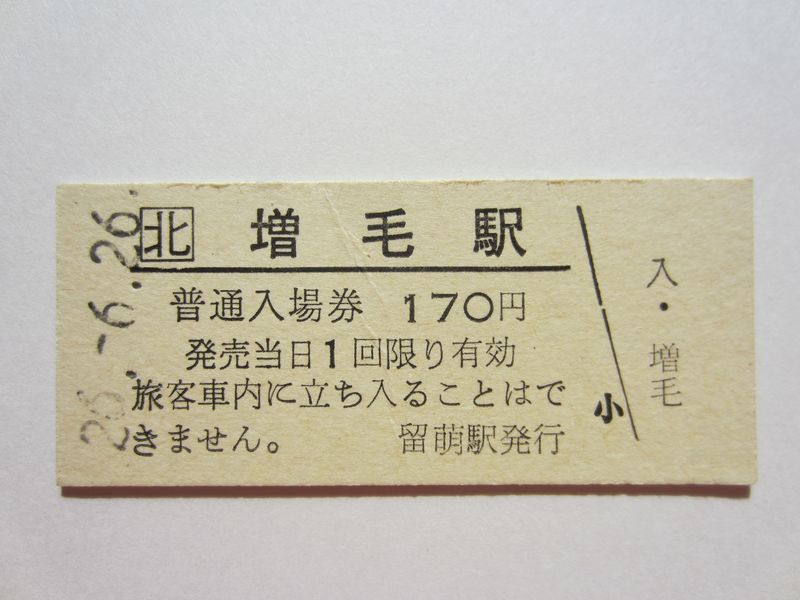 北 増毛駅
普通入場券 170円
発売当日1回限り有効
旅客車内に立ち入ることはで
きません。 留萌駅発行
小
入・増毛
-6.26.